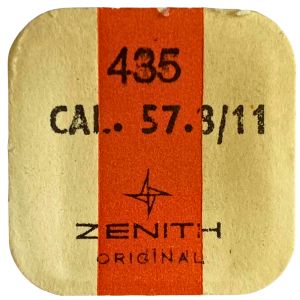 435
CAL. 57.8/11
ZENITH
ORIGINAL